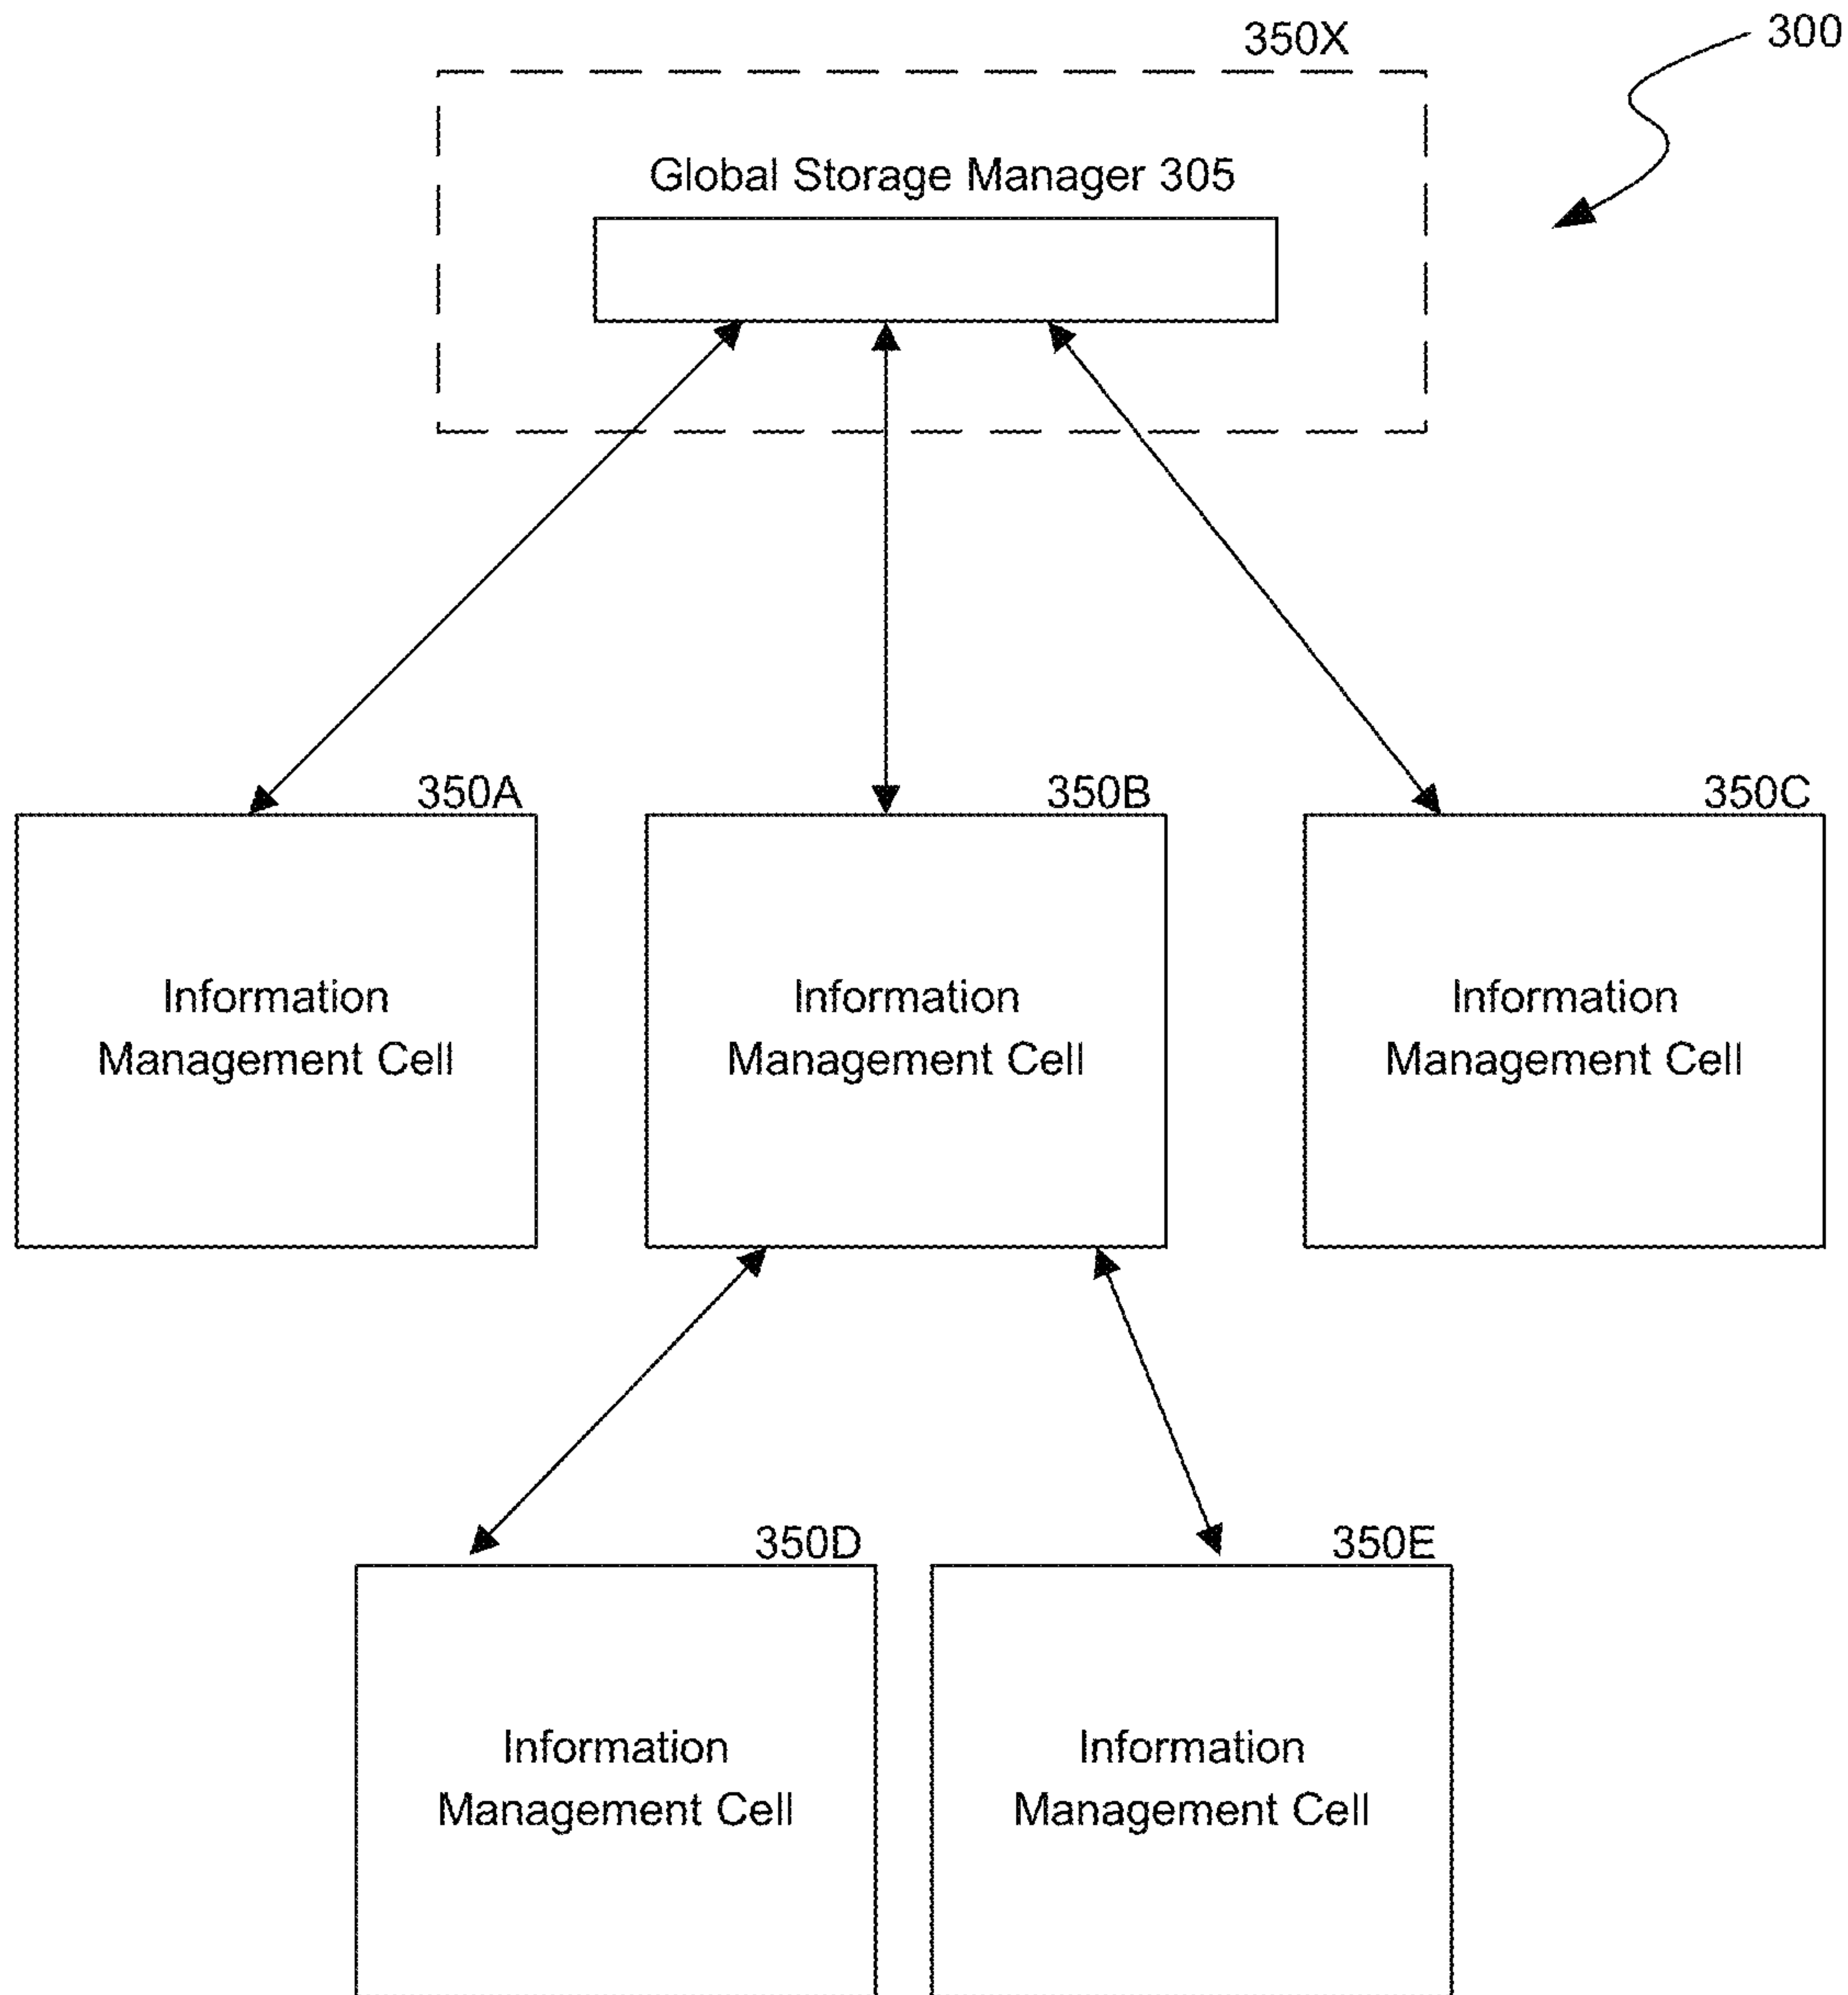 300
350X
Global Storage Manager 305
350A
350B
350C
Information
Management Cell
Information
Management Cell
Information
Management Cell
350D
350E
Information
Management Cell
Information
Management Cell